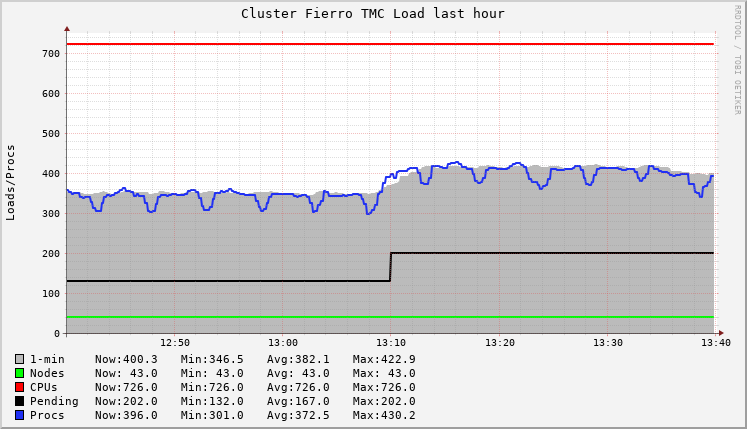 Cluster Fierro TMC Load last hour
RRDTOOL / TOBI OETIKER
Loads/Procs
700
600
500
400
300
200
100
0
12:50 13:00 13:10 13:20 13:30 13:40
1-min Now:400.3 Min:346.5 Avg:382.1 Max:422.9
Nodes Now: 43.0 Min: 43.0 Avg: 43.0 Max: 43.0
CPUs Now:726.0 Min:726.0 Avg:726.0 Max:726.0
Pending Now:202.0 Min:132.0 Avg:167.0 Max:202.0
Procs Now:396.0 Min:301.0 Avg:372.5 Max:430.2